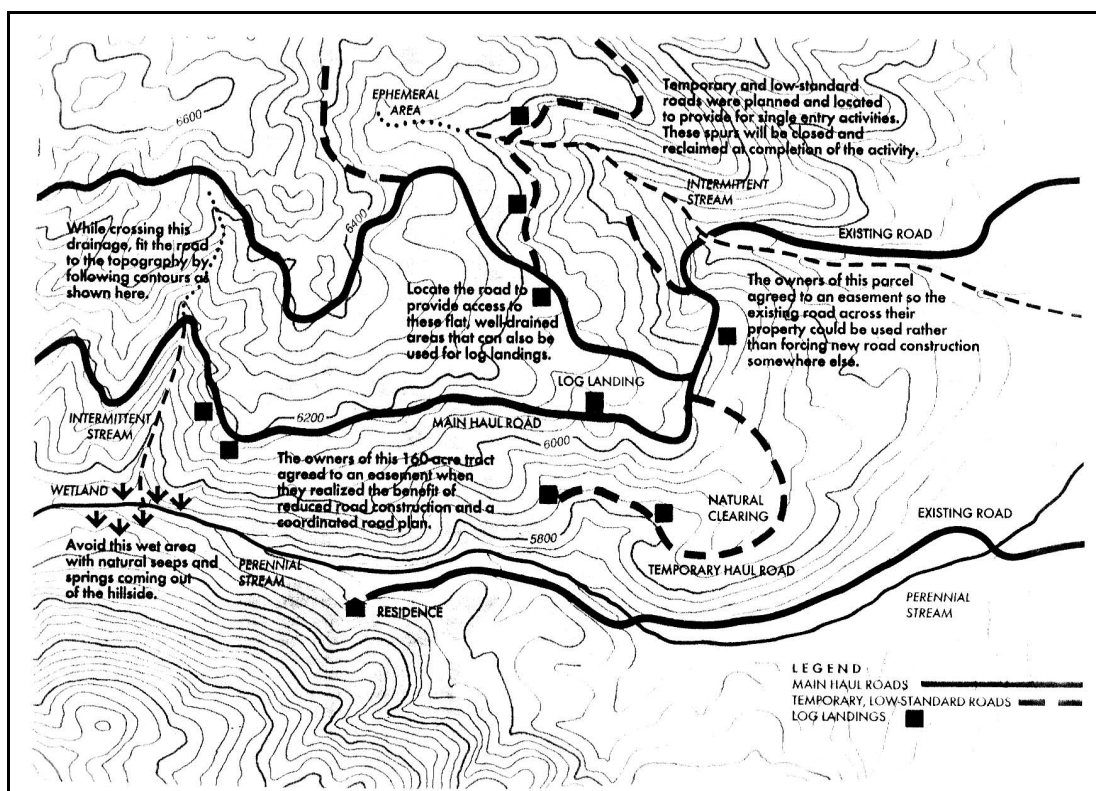 6600
EPHEMERAL
AREA
Temporary and low-standard
roads were planned and located
to provide for single entry activities.
These spurs will be closed and
reclaimed at completion of the activity.
INTERMITTENT
STREAM
6400
EXISTING ROAD
While crossing this
drainage, fit the road
to the topography by
following contours as
shown here.
Locate the road to
provide access to
these flat, well-drained
areas that can also be
used for log landings.
The owners of this parcel
agreed to an easement so the
existing road across their
property could be used rather
than forcing new road construction
somewhere else.
LOG LANDING
INTERMITTENT
STREAM
6200
MAIN HAUL ROAD
6000
The owners of this 160-acre tract
agreed to an easement when
they realized the benefit of
reduced road construction and a
coordinated road plan.
WETLAND
NATURAL
CLEARING
EXISTING ROAD
5800
Avoid this wet area
with natural seeps and
springs coming out
of the hillside.
PERENNIAL
STREAM
TEMPORARY HAUL ROAD
RESIDENCE
PERENNIAL
STREAM
LEGEND
MAIN HAUL ROADS
TEMPORARY, LOW-STANDARD ROADS
LOG LANDINGS